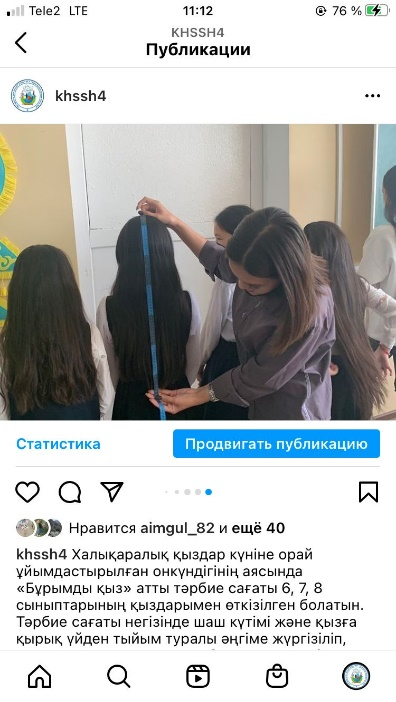 Tele2 LTE 11:12 76 %
KHSSH4
Публикации
khssh4
Статистика
Продвигать публикацию
Нравится aimgul_82 и ещё 40
khssh4 Халықаралық қыздар күніне орай
ұйымдастырылған онкүндігінің аясында
«Бұрымды қыз» атты тәрбие сағаты 6, 7, 8
сыныптарының қыздарымен өткізілген болатын.
Тәрбие сағаты негізінде шаш күтімі және қызға
қырық үйден тыйым туралы әңгіме жүргізіліп,